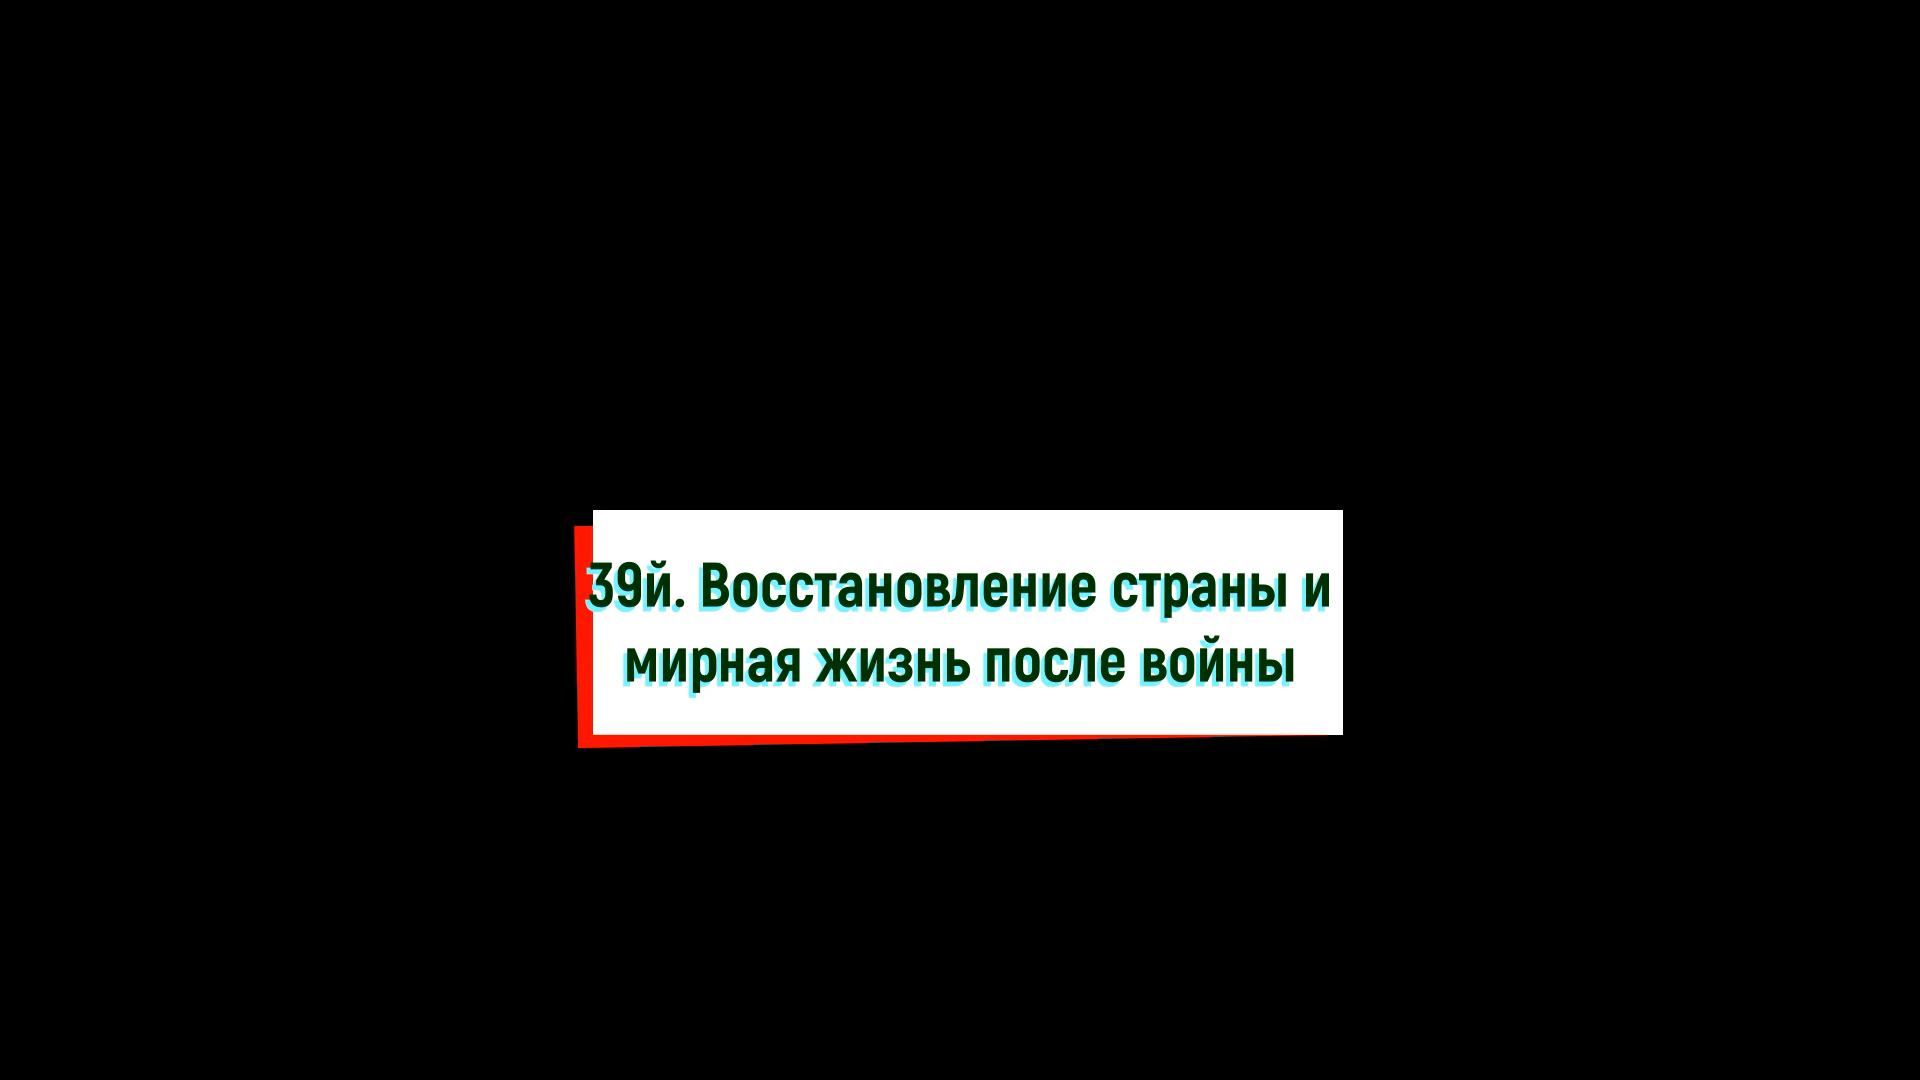 39й. Восстановление страны и
мирная жизнь после войны